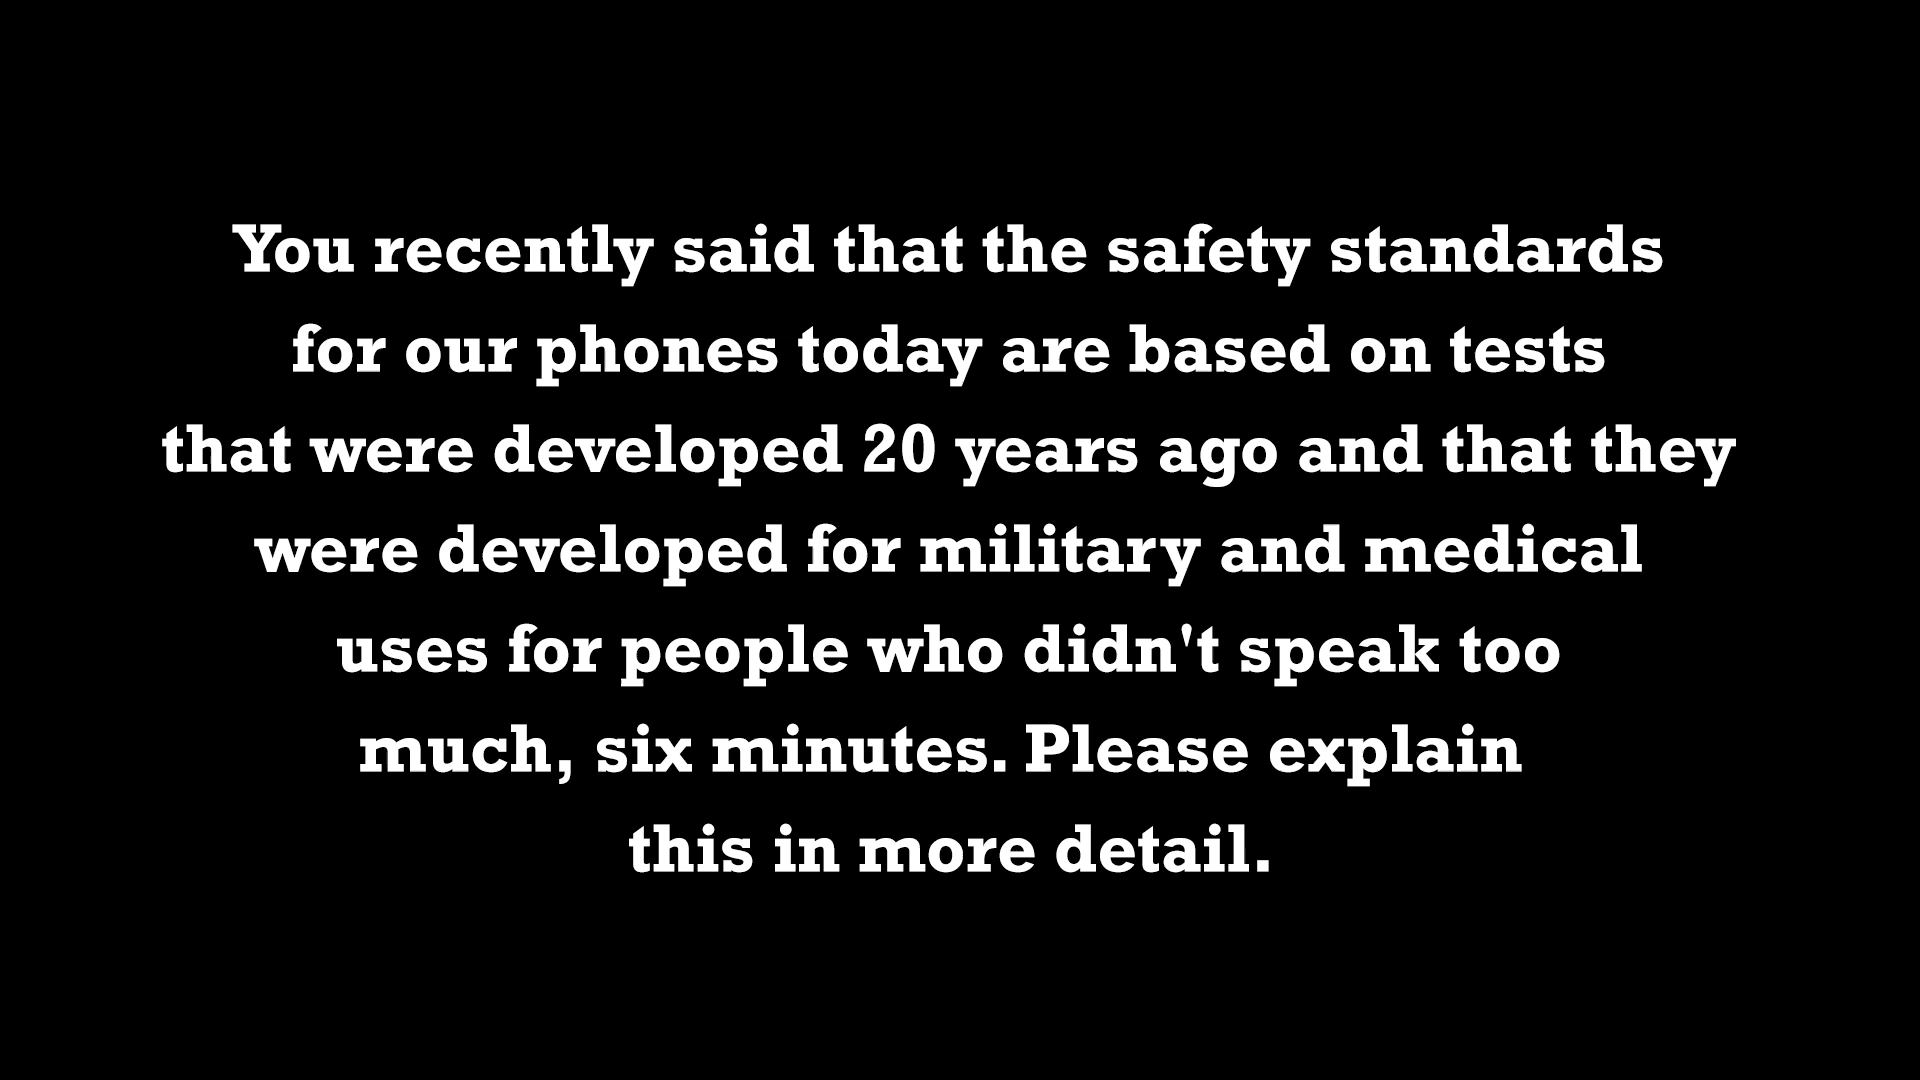 You recently said that the safety standards
for our phones today are based on tests
that were developed 20 years ago and that they
were developed for military and medical
uses for people who didn't speak too
much, six minutes. Please explain
this in more detail.